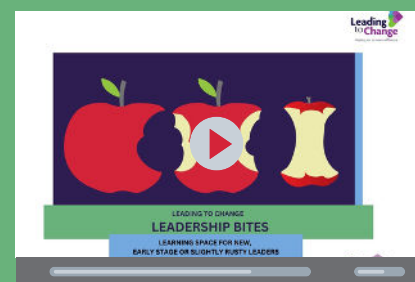 Leading
to Change
LEADING TO CHANGE
LEADERSHIP BITES
LEARNING SPACE FOR NEW,
EARLY STAGE OR SLIGHTLY RUSTY LEADERS